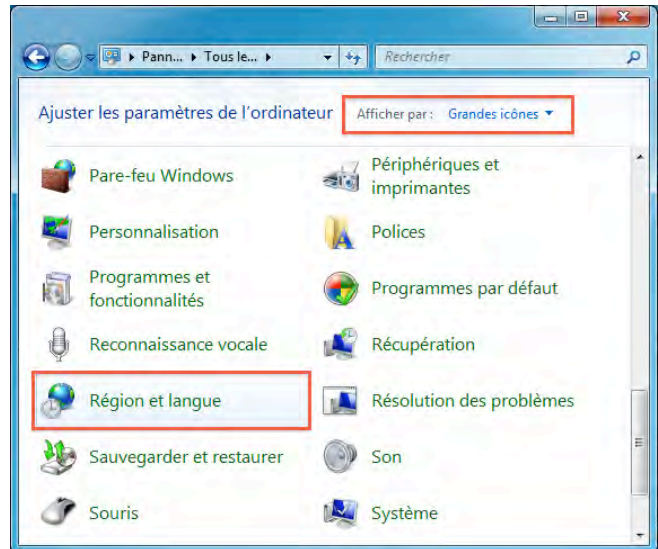 Pann... Tous le...
Rechercher
Ajuster les paramètres de l'ordinateur
Afficher par : Grandes icônes
Pare-feu Windows
Périphériques et
imprimantes
Personnalisation
Polices
Programmes et
fonctionnalités
Programmes par défaut
Reconnaissance vocale
Récupération
Région et langue
Résolution des problèmes
Sauvegarder et restaurer
Son
Souris
Système